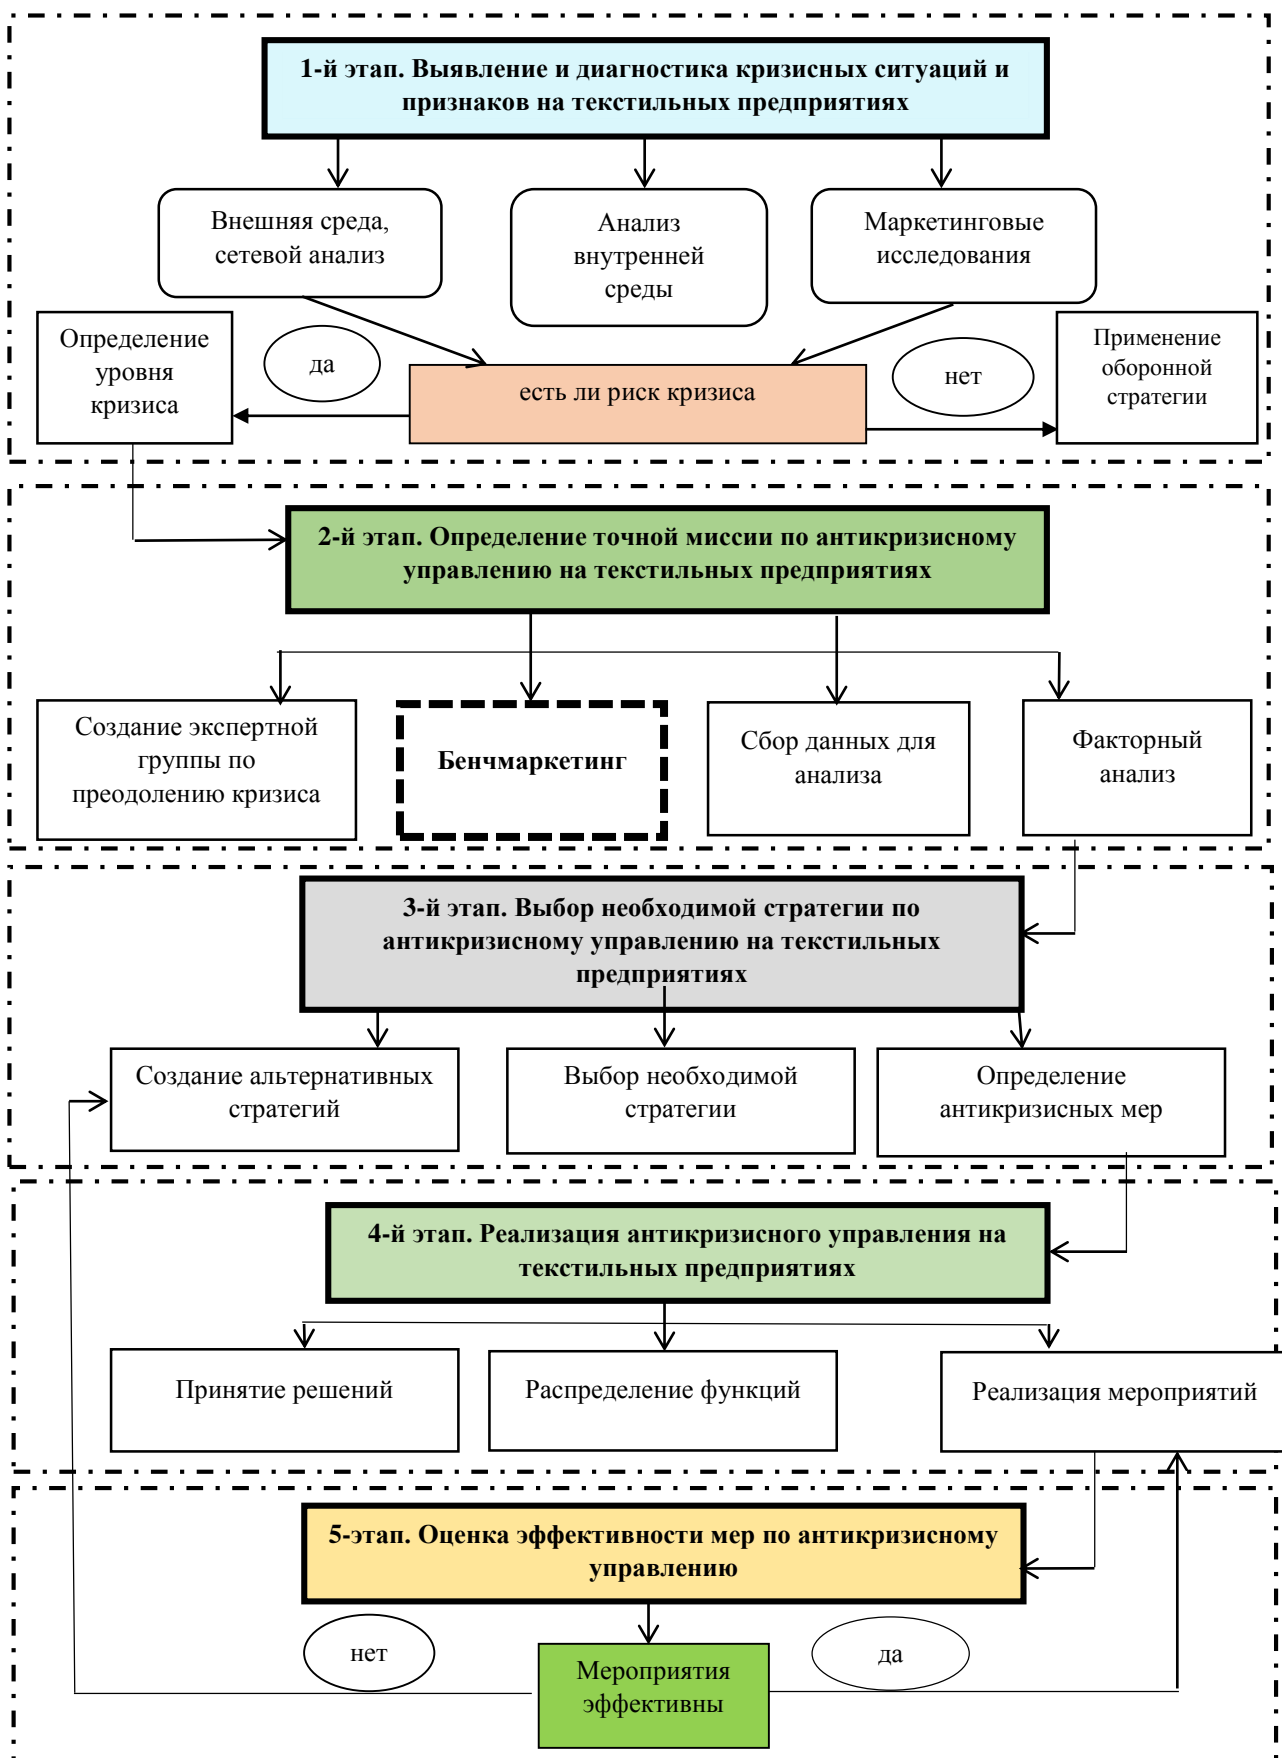 1-й этап. Выявление и диагностика кризисных ситуаций и
признаков на текстильных предприятиях
Внешняя среда,
сетевой анализ
Анализ
внутренней
среды
Маркетинговые
исследования
Определение
уровня
кризиса
да
есть ли риск кризиса
нет
Применение
оборонной
стратегии
2-й этап. Определение точной миссии по антикризисному
управлению на текстильных предприятиях
Создание экспертной
группы по
преодолению кризиса
Бенчмаркетинг
Сбор данных для
анализа
Факторный
анализ
3-й этап. Выбор необходимой стратегии по
антикризисному управлению на текстильных
предприятиях
Создание альтернативных
стратегий
Выбор необходимой
стратегии
Определение
антикризисных мер
4-й этап. Реализация антикризисного управления на
текстильных предприятиях
Принятие решений
Распределение функций
Реализация мероприятий
5-этап. Оценка эффективности мер по антикризисному
управлению
нет
Мероприятия
эффективны
да